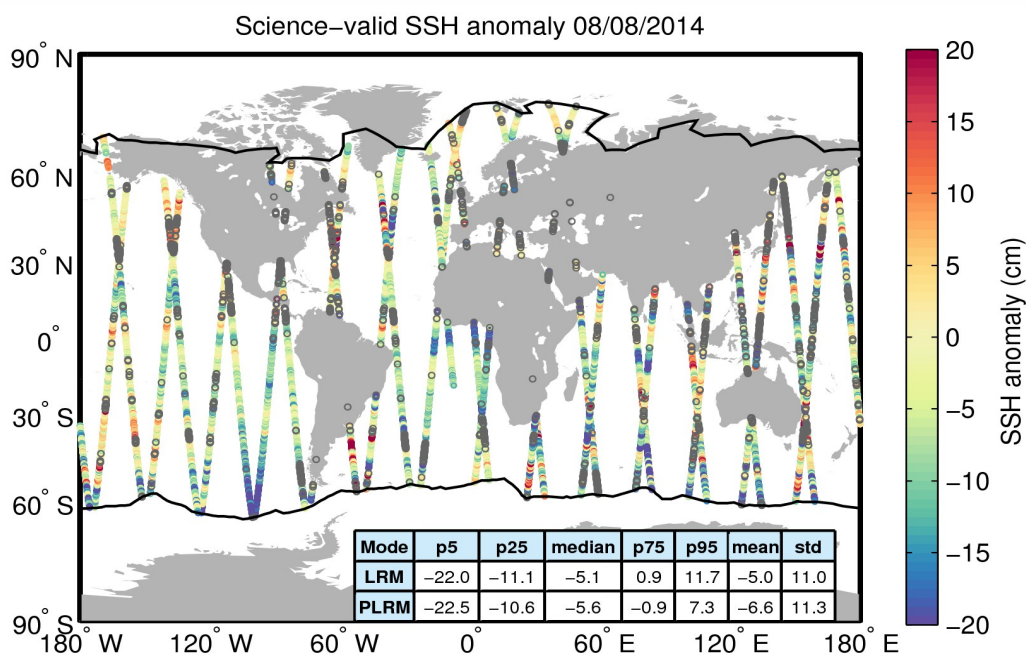 Science−valid SSH anomaly 08/08/2014
90° N
60° N
30° N
0°
30° S
60° S
90° S
180° W
120° W
60° W
0°
60° E
120° E
180° E
Mode p5 p25 median p75 p95 mean std
LRM −22.0 −11.1 −5.1 0.9 11.7 −5.0 11.0
PLRM −22.5 −10.6 −5.6 −0.9 7.3 −6.6 11.3
20
15
10
5
0
−5
−10
−15
−20
SSH anomaly (cm)